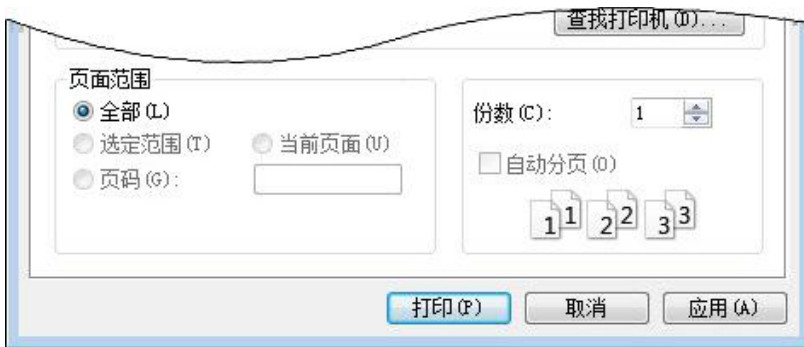 查找打印机(D)...
页面范围
全部(L)
选定范围(T) 当前页面(U)
页码(G):
份数(C): 1
自动分页(O)
1 1 2 2 3 3
打印(P) 取消 应用(A)